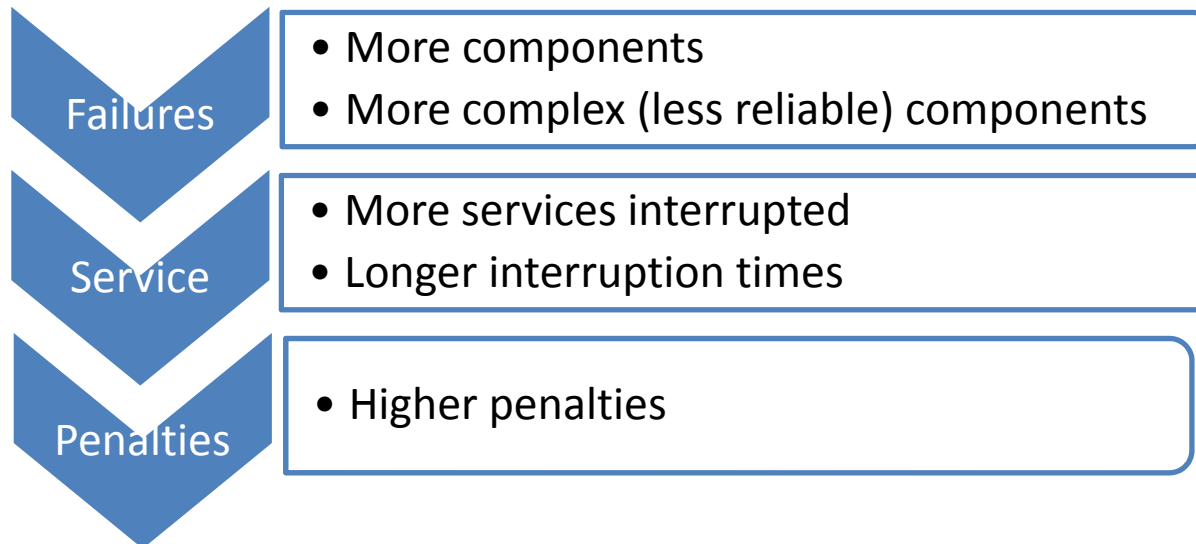 Failures
• More components
• More complex (less reliable) components
Service
• More services interrupted
• Longer interruption times
Penalties
• Higher penalties